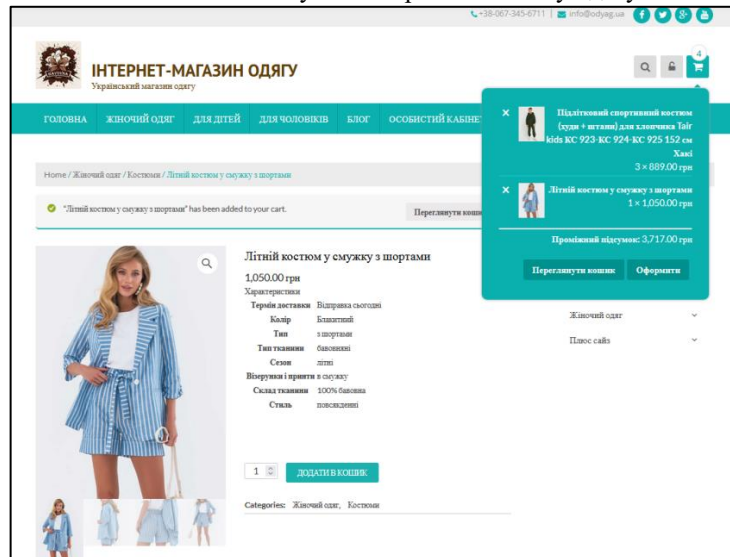 +38-067-345-6711 | info@odyag.ua
4
ІНТЕРНЕТ-МАГАЗИН ОДЯГУ
Український магазин одягу
ГОЛОВНА ЖІНОЧИЙ ОДЯГ ДЛЯ ДІТЕЙ ДЛЯ ЧОЛОВІКІВ БЛОГ ОСОБИСТИЙ КАБІНЕ
× Підлітковий спортивний костюм
(худи + штани) для хлопчика Tair
kids КС 923-КС 924-КС 925 152 см
Хакі
3 × 889.00 грн
× Літній костюм у смужку з шортами
1 × 1,050.00 грн
Проміжний підсумок: 3,717.00 грн
Переглянути кошик Оформити
Home / Жіночий одяг / Костюми / Літній костюм у смужку з шортами
"Літній костюм у смужку з шортами" has been added to your cart.
Переглянути коши
Літній костюм у смужку з шортами
1,050.00 грн
Характеристики
Термін доставки Відправка сьогодні
Колір Блакитний
Тип з шортами
Тип тканини бавовняні
Сезон літні
Візерунки і принти в смужку
Склад тканини 100% бавовна
Стиль повсякденні
1 ДОДАТИ В КОШИК
Categories: Жіночий одяг, Костюми
Жіночий одяг
Плюс сайз